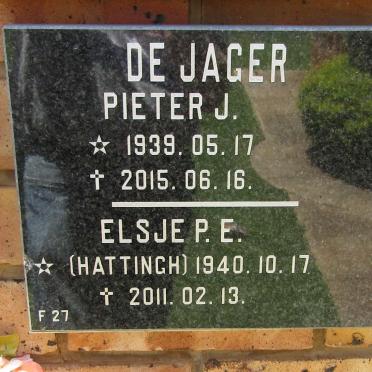 DE JAGER
PIETER J.
☆ 1939.05.17
✝ 2015.06.16.
ELSJE P. E.
☆ (HATTINGH) 1940.10.17
✝ 2011.02.13.
F 27